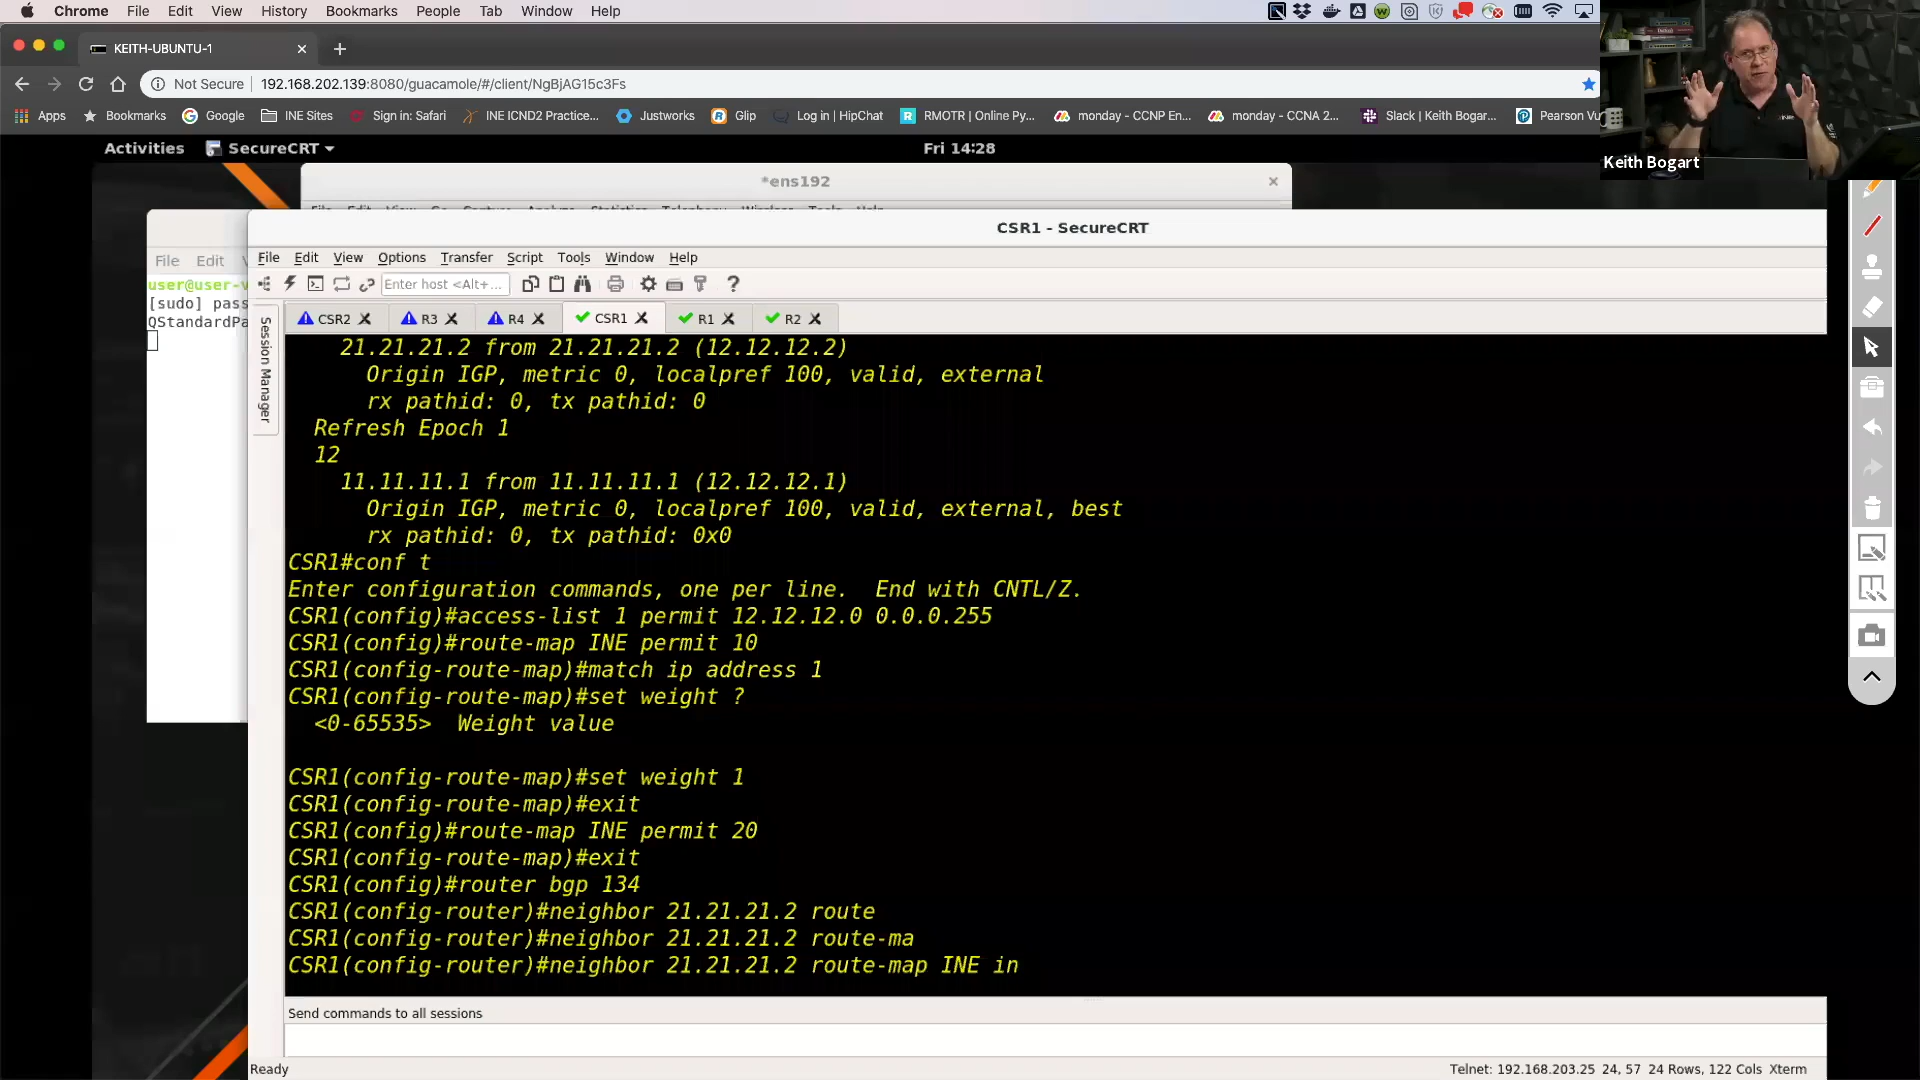 Chrome File Edit View History Bookmarks People Tab Window Help
KEITH-UBUNTU-1
Not Secure 192.168.202.139:8080/guacamole/#/client/NgBjAG15c3Fs
Apps Bookmarks Google INE Sites Sign in: Safari INE ICND2 Practice... Justworks Glip Log in | HipChat RMOTR | Online Py... monday - CCNP En... monday - CCNA 2... Slack | Keith Bogar... Pearson Vu
Keith Bogart
Activities SecureCRT Fri 14:28
*ens192
File Edit View Go Capture Analyze Statistics Telephony Wireless Tools Help
CSR1 - SecureCRT
File Edit V
File Edit View Options Transfer Script Tools Window Help
user@user-v
[sudo] pass
QStandardPa
Enter host <Alt+...
Session Manager
CSR2 R3 R4 CSR1 R1 R2
21.21.21.2 from 21.21.21.2 (12.12.12.2)
Origin IGP, metric 0, localpref 100, valid, external
rx pathid: 0, tx pathid: 0
Refresh Epoch 1
12
11.11.11.1 from 11.11.11.1 (12.12.12.1)
Origin IGP, metric 0, localpref 100, valid, external, best
rx pathid: 0, tx pathid: 0x0
CSR1#conf t
Enter configuration commands, one per line. End with CNTL/Z.
CSR1(config)#access-list 1 permit 12.12.12.0 0.0.0.255
CSR1(config)#route-map INE permit 10
CSR1(config-route-map)#match ip address 1
CSR1(config-route-map)#set weight ?
<0-65535> Weight value
CSR1(config-route-map)#set weight 1
CSR1(config-route-map)#exit
CSR1(config)#route-map INE permit 20
CSR1(config-route-map)#exit
CSR1(config)#router bgp 134
CSR1(config-router)#neighbor 21.21.21.2 route
CSR1(config-router)#neighbor 21.21.21.2 route-ma
CSR1(config-router)#neighbor 21.21.21.2 route-map INE in
Send commands to all sessions
Ready
Telnet: 192.168.203.25 24, 57 24 Rows, 122 Cols Xterm